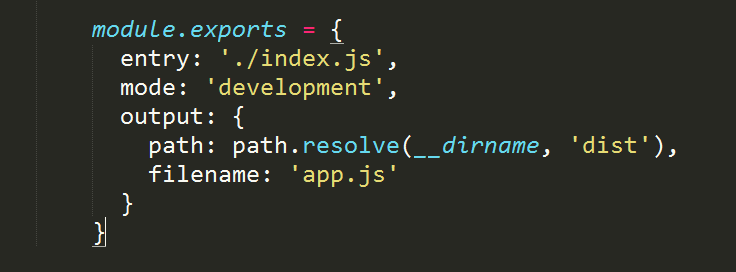 module.exports = {
  entry: './index.js',
  mode: 'development',
  output: {
    path: path.resolve(__dirname, 'dist'),
    filename: 'app.js'
  }
}